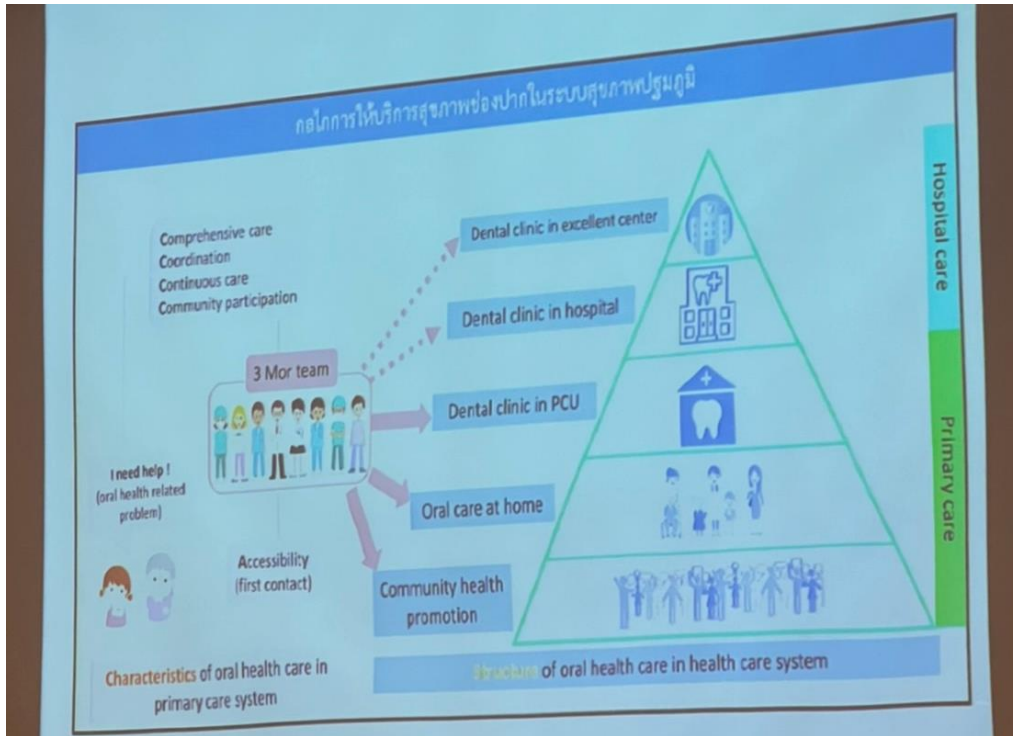 กลไกการให้บริการสุขภาพช่องปากในระบบสุขภาพปฐมภูมิ
Comprehensive care
Coordination
Continuous care
Community participation
3 Mor team
I need help !
(oral health related
problem)
Accessibility
(first contact)
Characteristics of oral health care in
primary care system
Dental clinic in excellent center
Dental clinic in hospital
Dental clinic in PCU
Oral care at home
Community health
promotion
Structure of oral health care in health care system
Hospital care
Primary care